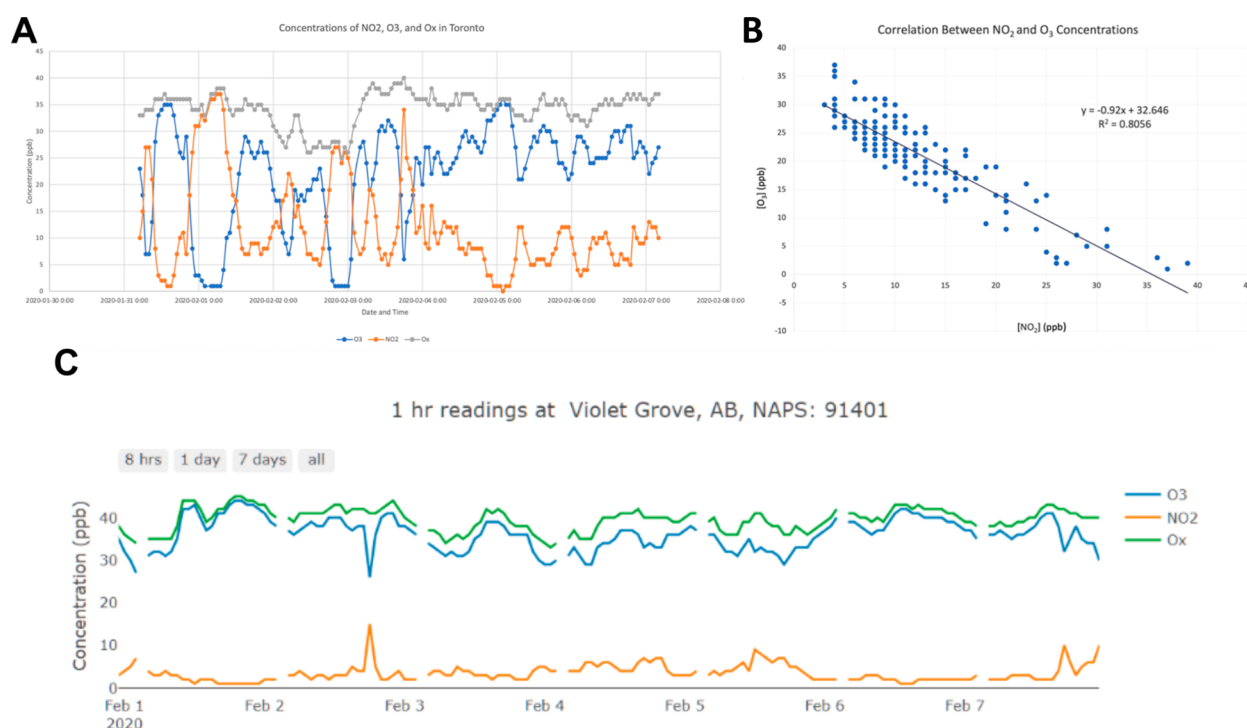 A
Concentrations of NO2, O3, and Ox in Toronto
Concentration (ppb)
45
40
35
30
25
20
15
10
5
0
2020-01-30 0:00
2020-01-31 0:00
2020-02-01 0:00
2020-02-02 0:00
2020-02-03 0:00
2020-02-04 0:00
2020-02-05 0:00
2020-02-06 0:00
2020-02-07 0:00
2020-02-08 0:00
Date and Time
O3 NO2 Ox
B
Correlation Between NO₂ and O₃ Concentrations
[O₃] (ppb)
40
35
30
25
20
15
10
5
0
-5
-10
y = -0.92x + 32.646
R² = 0.8056
0 5 10 15 20 25 30 35 40 45
[NO₂] (ppb)
C
1 hr readings at Violet Grove, AB, NAPS: 91401
8 hrs 1 day 7 days all
Concentration (ppb)
40
30
20
10
0
O3
NO2
Ox
Feb 1 Feb 2 Feb 3 Feb 4 Feb 5 Feb 6 Feb 7
2020